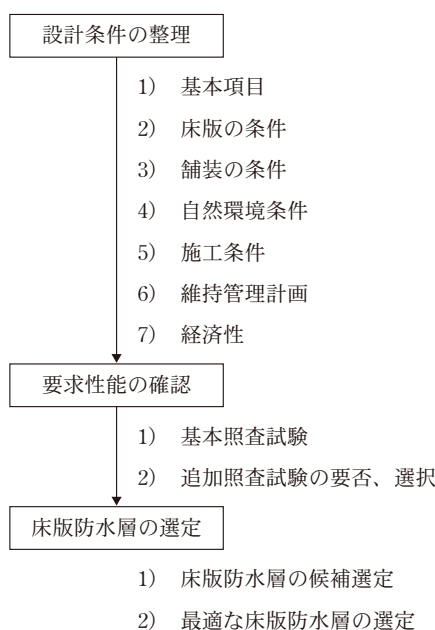 設計条件の整理
1) 基本項目
2) 床版の条件
3) 舗装の条件
4) 自然環境条件
5) 施工条件
6) 維持管理計画
7) 経済性
要求性能の確認
1) 基本照査試験
2) 追加照査試験の要否、選択
床版防水層の選定
1) 床版防水層の候補選定
2) 最適な床版防水層の選定